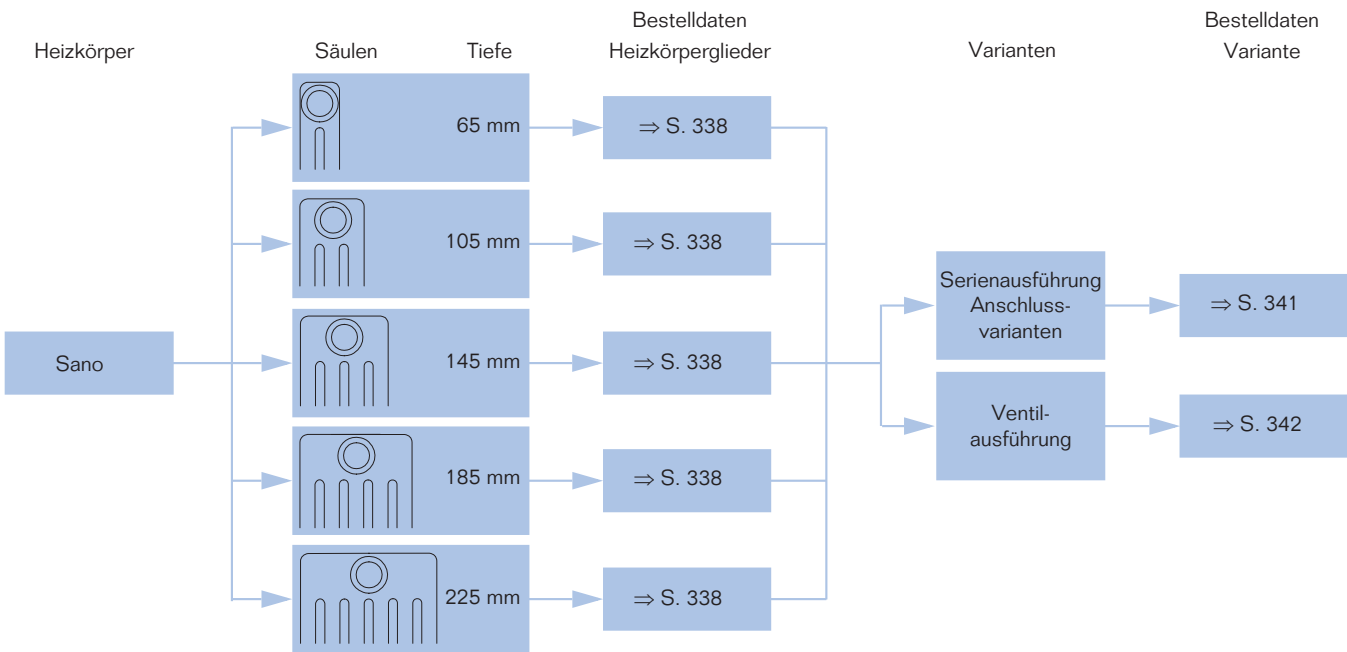 Heizkörper
Säulen
Tiefe
Bestelldaten
Heizkörperglieder
Varianten
Bestelldaten
Variante
65 mm
⇒ S. 338
105 mm
⇒ S. 338
Serienausführung
Anschluss-
varianten
⇒ S. 341
Sano
145 mm
⇒ S. 338
Ventil-
ausführung
⇒ S. 342
185 mm
⇒ S. 338
225 mm
⇒ S. 338